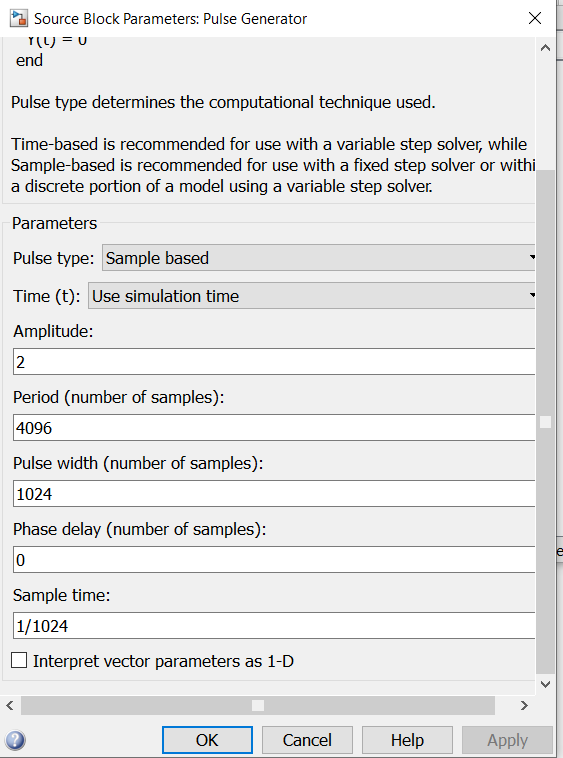 Source Block Parameters: Pulse Generator
Y(t) = 0
end
Pulse type determines the computational technique used.
Time-based is recommended for use with a variable step solver, while
Sample-based is recommended for use with a fixed step solver or withi
a discrete portion of a model using a variable step solver.
Parameters
Pulse type: Sample based
Time (t): Use simulation time
Amplitude:
2
Period (number of samples):
4096
Pulse width (number of samples):
1024
Phase delay (number of samples):
0
Sample time:
1/1024
Interpret vector parameters as 1-D
OK Cancel Help Apply